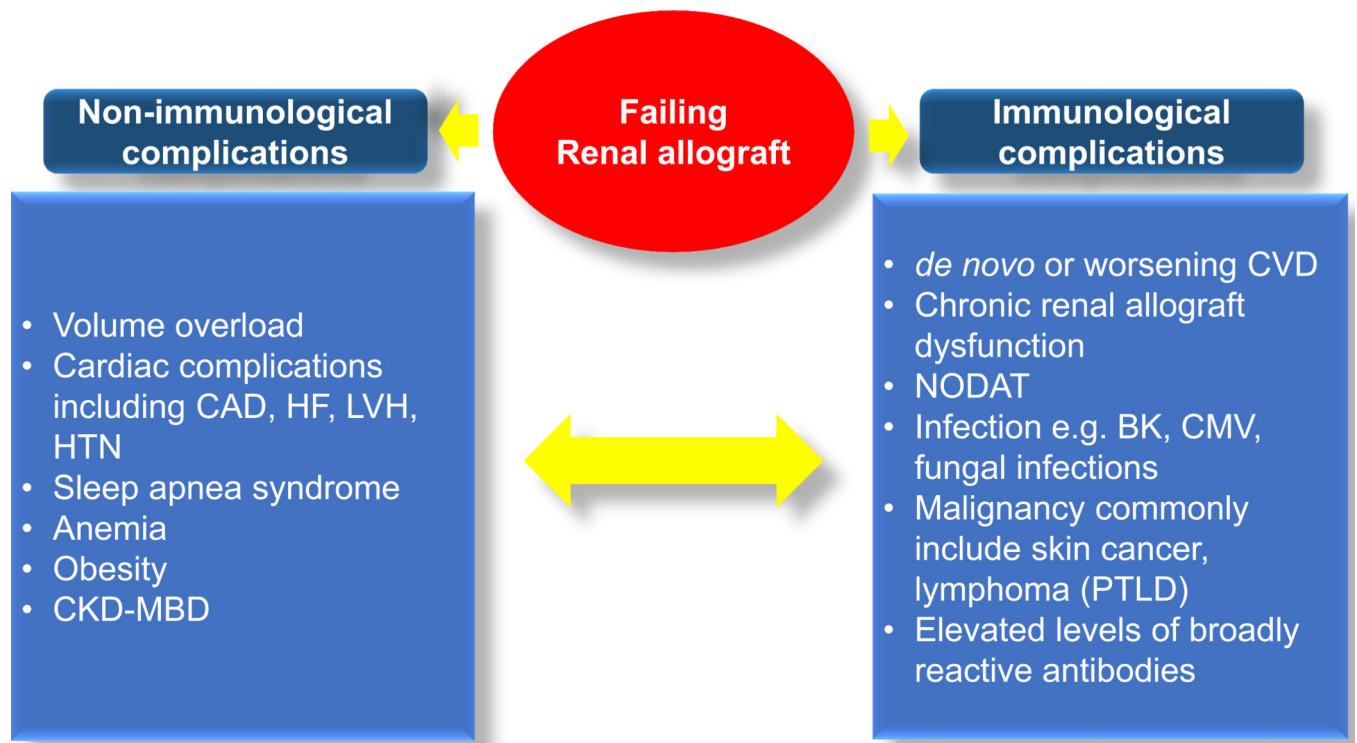 Failing
Renal allograft
Non-immunological
complications
• Volume overload
• Cardiac complications
including CAD, HF, LVH,
HTN
• Sleep apnea syndrome
• Anemia
• Obesity
• CKD-MBD
Immunological
complications
• de novo or worsening CVD
• Chronic renal allograft
dysfunction
• NODAT
• Infection e.g. BK, CMV,
fungal infections
• Malignancy commonly
include skin cancer,
lymphoma (PTLD)
• Elevated levels of broadly
reactive antibodies